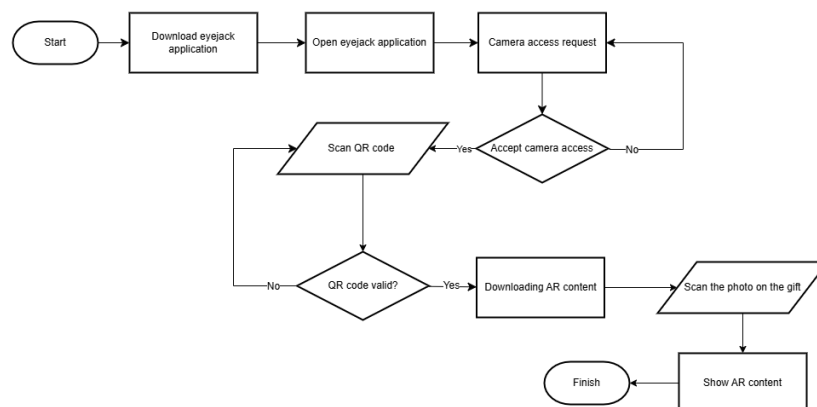 Start
Download eyejack
application
Open eyejack application
Camera access request
Scan QR code
Yes
Accept camera access
No
No
QR code valid?
Yes
Downloading AR content
Scan the photo on the gift
Finish
Show AR content